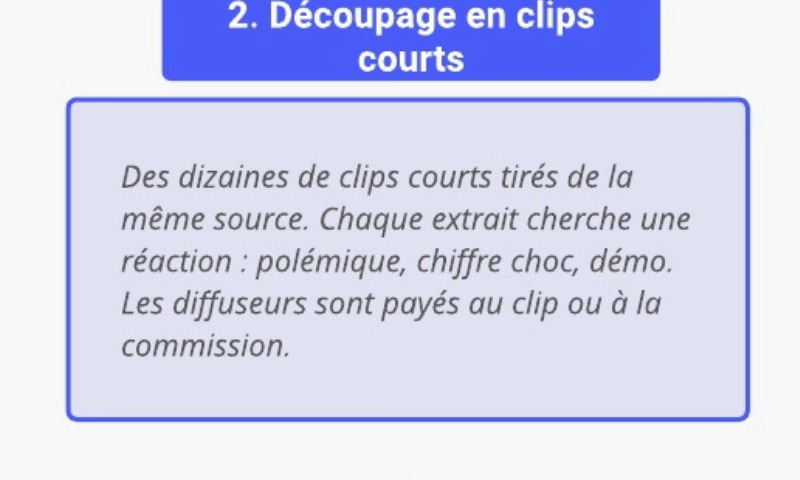 2. Découpage en clips
courts
Des dizaines de clips courts tirés de la
même source. Chaque extrait cherche une
réaction : polémique, chiffre choc, démo.
Les diffuseurs sont payés au clip ou à la
commission.